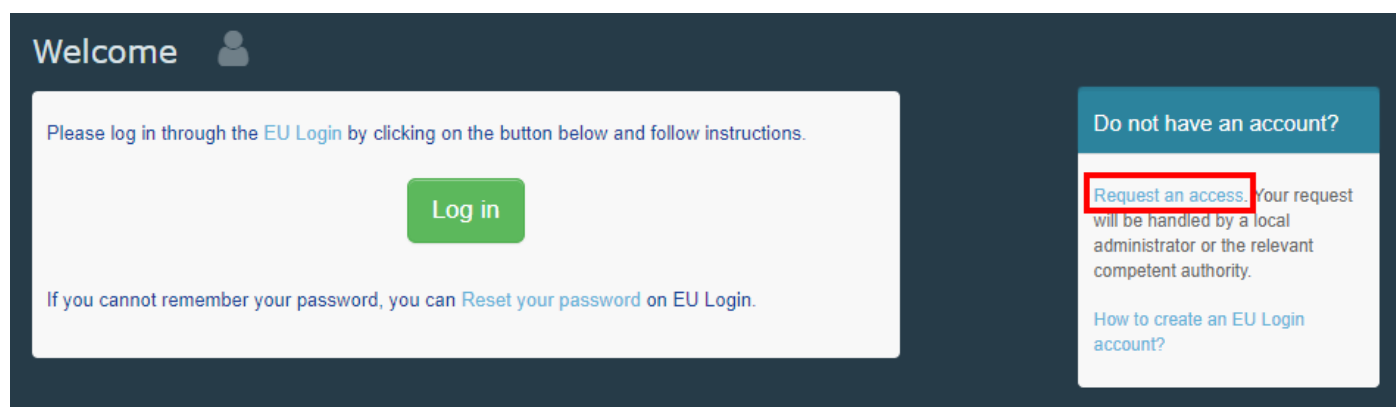 Welcome
Please log in through the EU Login by clicking on the button below and follow instructions.
Log in
If you cannot remember your password, you can Reset your password on EU Login.
Do not have an account?
Request an access. Your request
will be handled by a local
administrator or the relevant
competent authority.
How to create an EU Login
account?